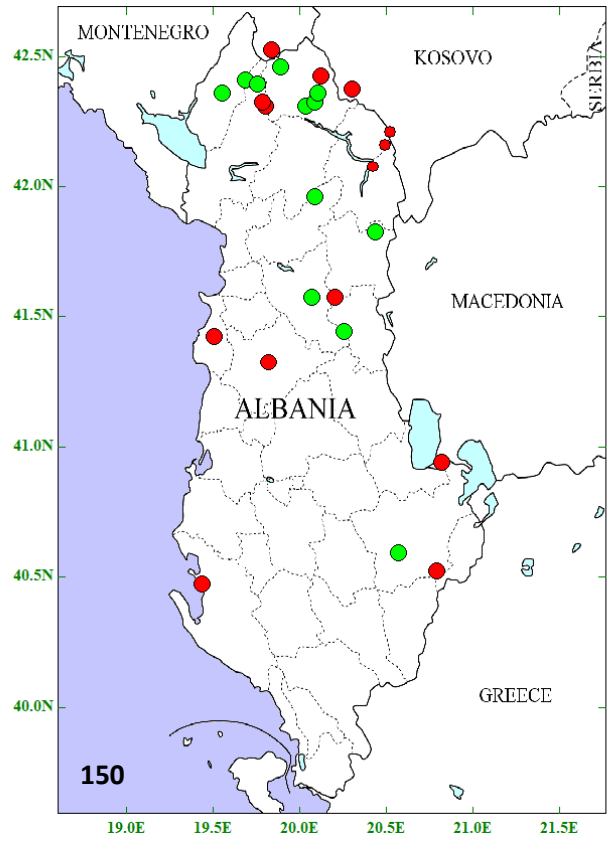 MONTENEGRO
KOSOVO
SERBIA
42.5N
42.0N
41.5N
MACEDONIA
ALBANIA
41.0N
40.5N
40.0N
GREECE
150
19.0E 19.5E 20.0E 20.5E 21.0E 21.5E